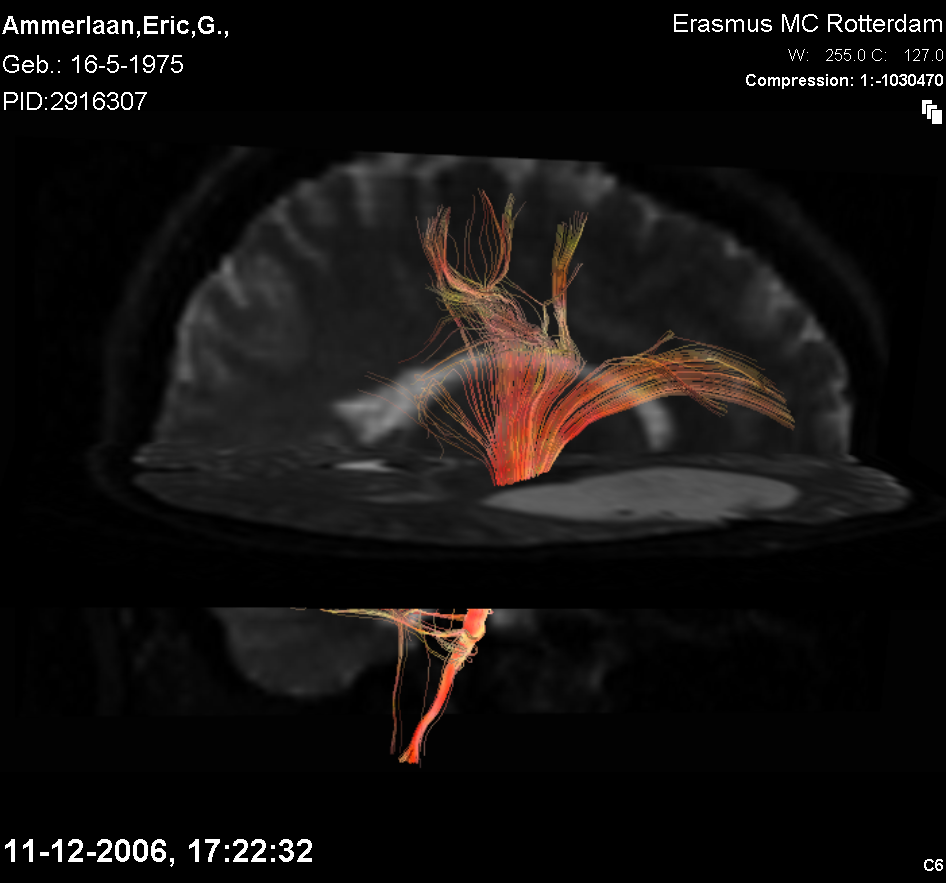 Ammerlaan,Eric,G.,
Geb.: 16-5-1975
PID:2916307
Erasmus MC Rotterdam
W: 255.0 C: 127.0
Compression: 1:-1030470
11-12-2006, 17:22:32
C6